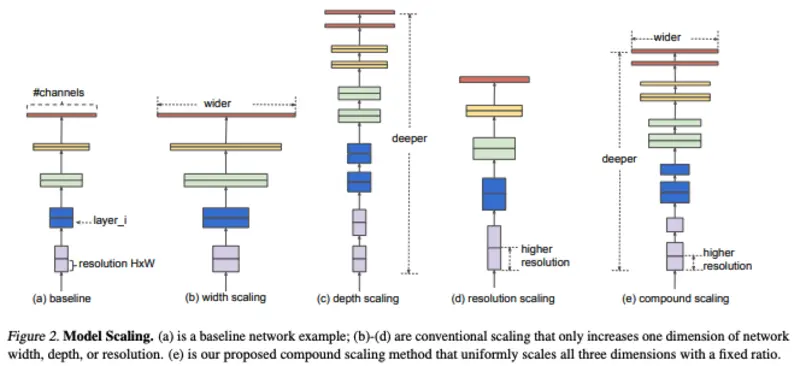 #channels
layer_i
resolution HxW
(a) baseline
wider
(b) width scaling
deeper
(c) depth scaling
higher
resolution
(d) resolution scaling
wider
deeper
higher
resolution
(e) compound scaling
Figure 2. Model Scaling. (a) is a baseline network example; (b)-(d) are conventional scaling that only increases one dimension of network
width, depth, or resolution. (e) is our proposed compound scaling method that uniformly scales all three dimensions with a fixed ratio.